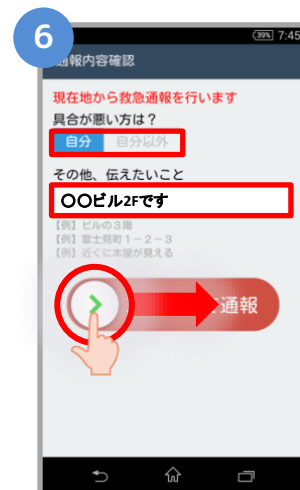 6
39% 7:45
通報内容確認
現在地から救急通報を行います
具合が悪い方は？
自分 自分以外
その他、伝えたいこと
〇〇ビル2Fです
【例】ビルの３階
【例】富士見町１－２－３
【例】近くに本屋が見える
通報